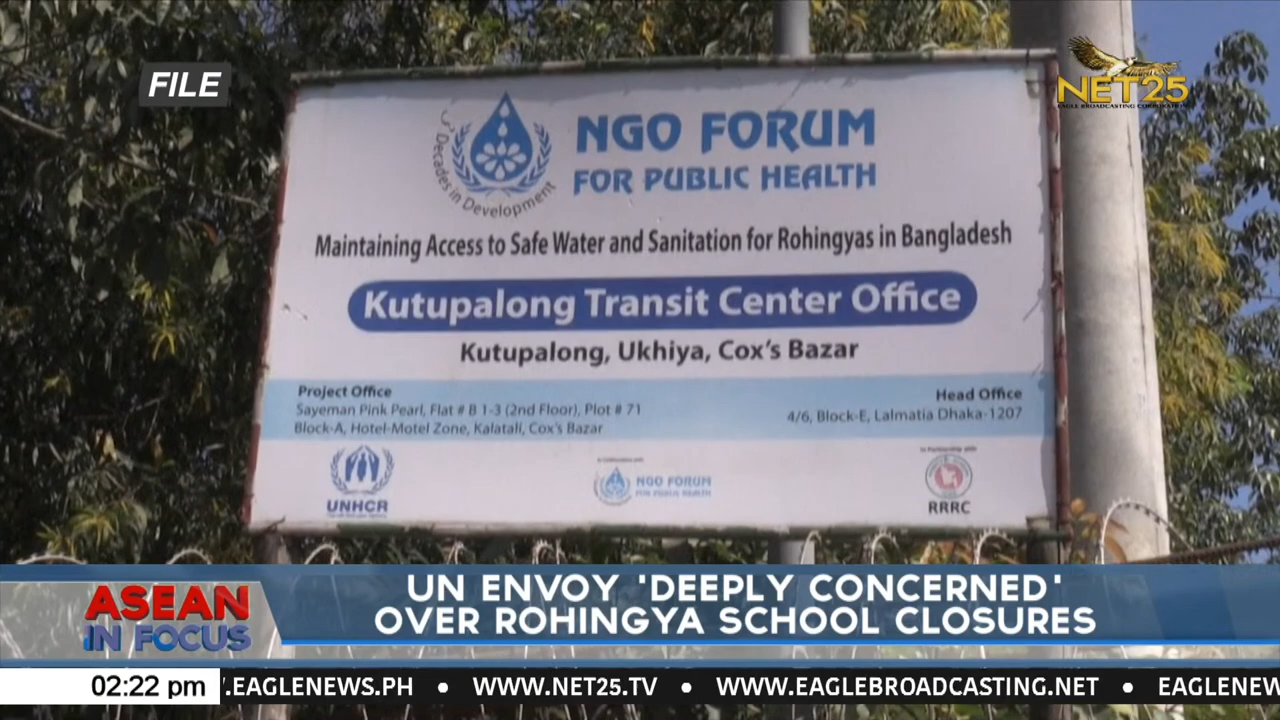 FILE
NET25
EAGLE BROADCASTING CORPORATION
Decades in Development
NGO FORUM
FOR PUBLIC HEALTH
Maintaining Access to Safe Water and Sanitation for Rohingyas in Bangladesh
Kutupalong Transit Center Office
Kutupalong, Ukhiya, Cox's Bazar
Project Office
Sayeman Pink Pearl, Flat # B 1-3 (2nd Floor), Plot # 71
Block-A, Hotel-Motel Zone, Kalatali, Cox's Bazar
Head Office
4/6, Block-E, Lalmatia Dhaka-1207
UNHCR
NGO FORUM
FOR PUBLIC HEALTH
In Partnership with
RRRC
ASEAN
IN FOCUS
UN ENVOY 'DEEPLY CONCERNED'
OVER ROHINGYA SCHOOL CLOSURES
02:22 pm
.EAGLENEWS.PH • WWW.NET25.TV • WWW.EAGLEBROADCASTING.NET • EAGLENEW